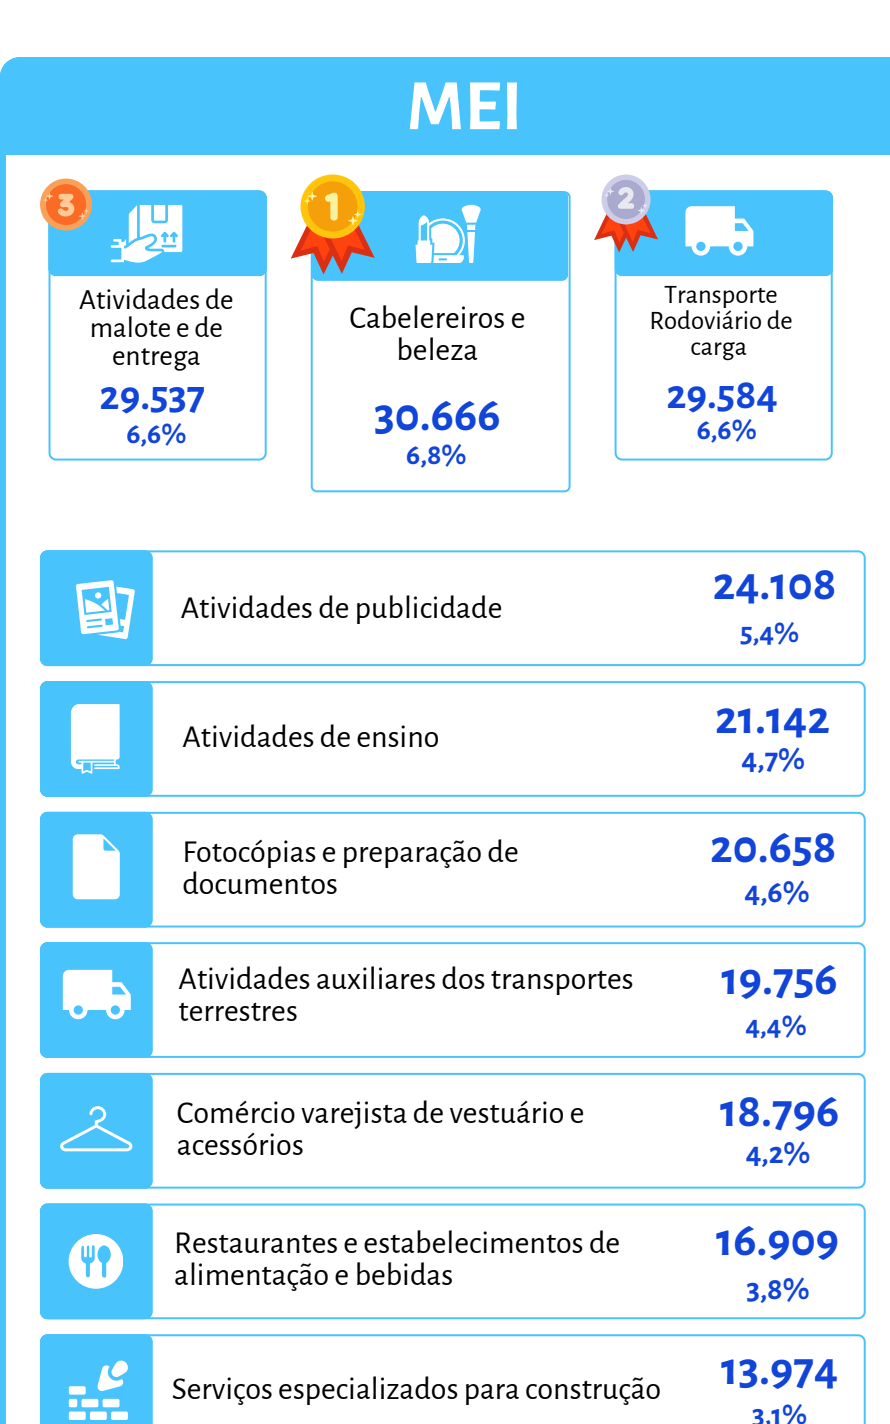 MEI
3
Atividades de
malote e de
entrega
29.537
6,6%
1
Cabelereiros e
beleza
30.666
6,8%
2
Transporte
Rodoviário de
carga
29.584
6,6%
Atividades de publicidade
24.108
5,4%
Atividades de ensino
21.142
4,7%
Fotocópias e preparação de
documentos
20.658
4,6%
Atividades auxiliares dos transportes
terrestres
19.756
4,4%
Comércio varejista de vestuário e
acessórios
18.796
4,2%
Restaurantes e estabelecimentos de
alimentação e bebidas
16.909
3,8%
Serviços especializados para construção
13.974
3,1%